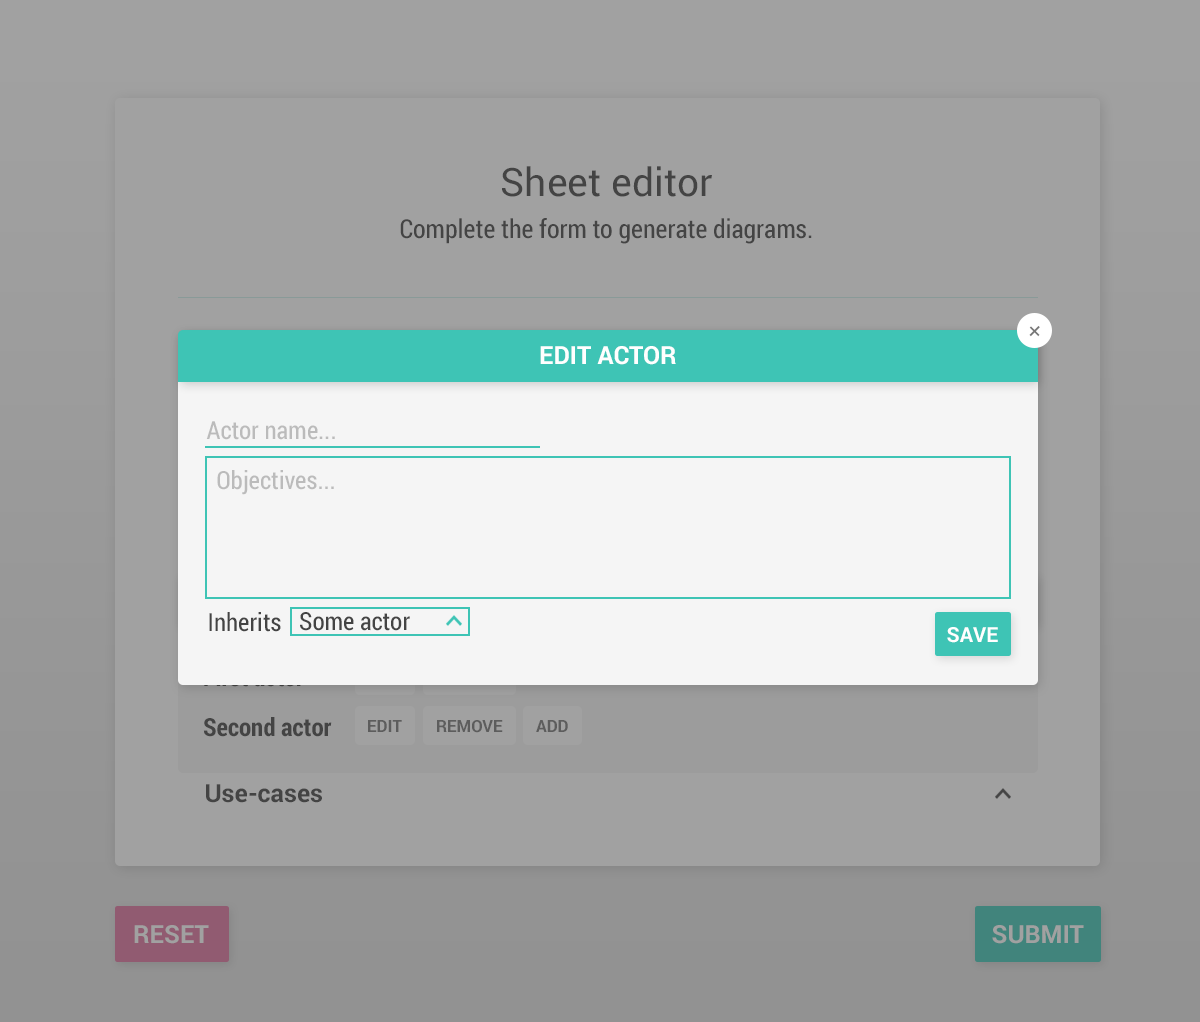 Sheet editor
Complete the form to generate diagrams.
EDIT ACTOR
Actor name...
Objectives...
Inherits Some actor
SAVE
Second actor EDIT REMOVE ADD
Use-cases
RESET SUBMIT